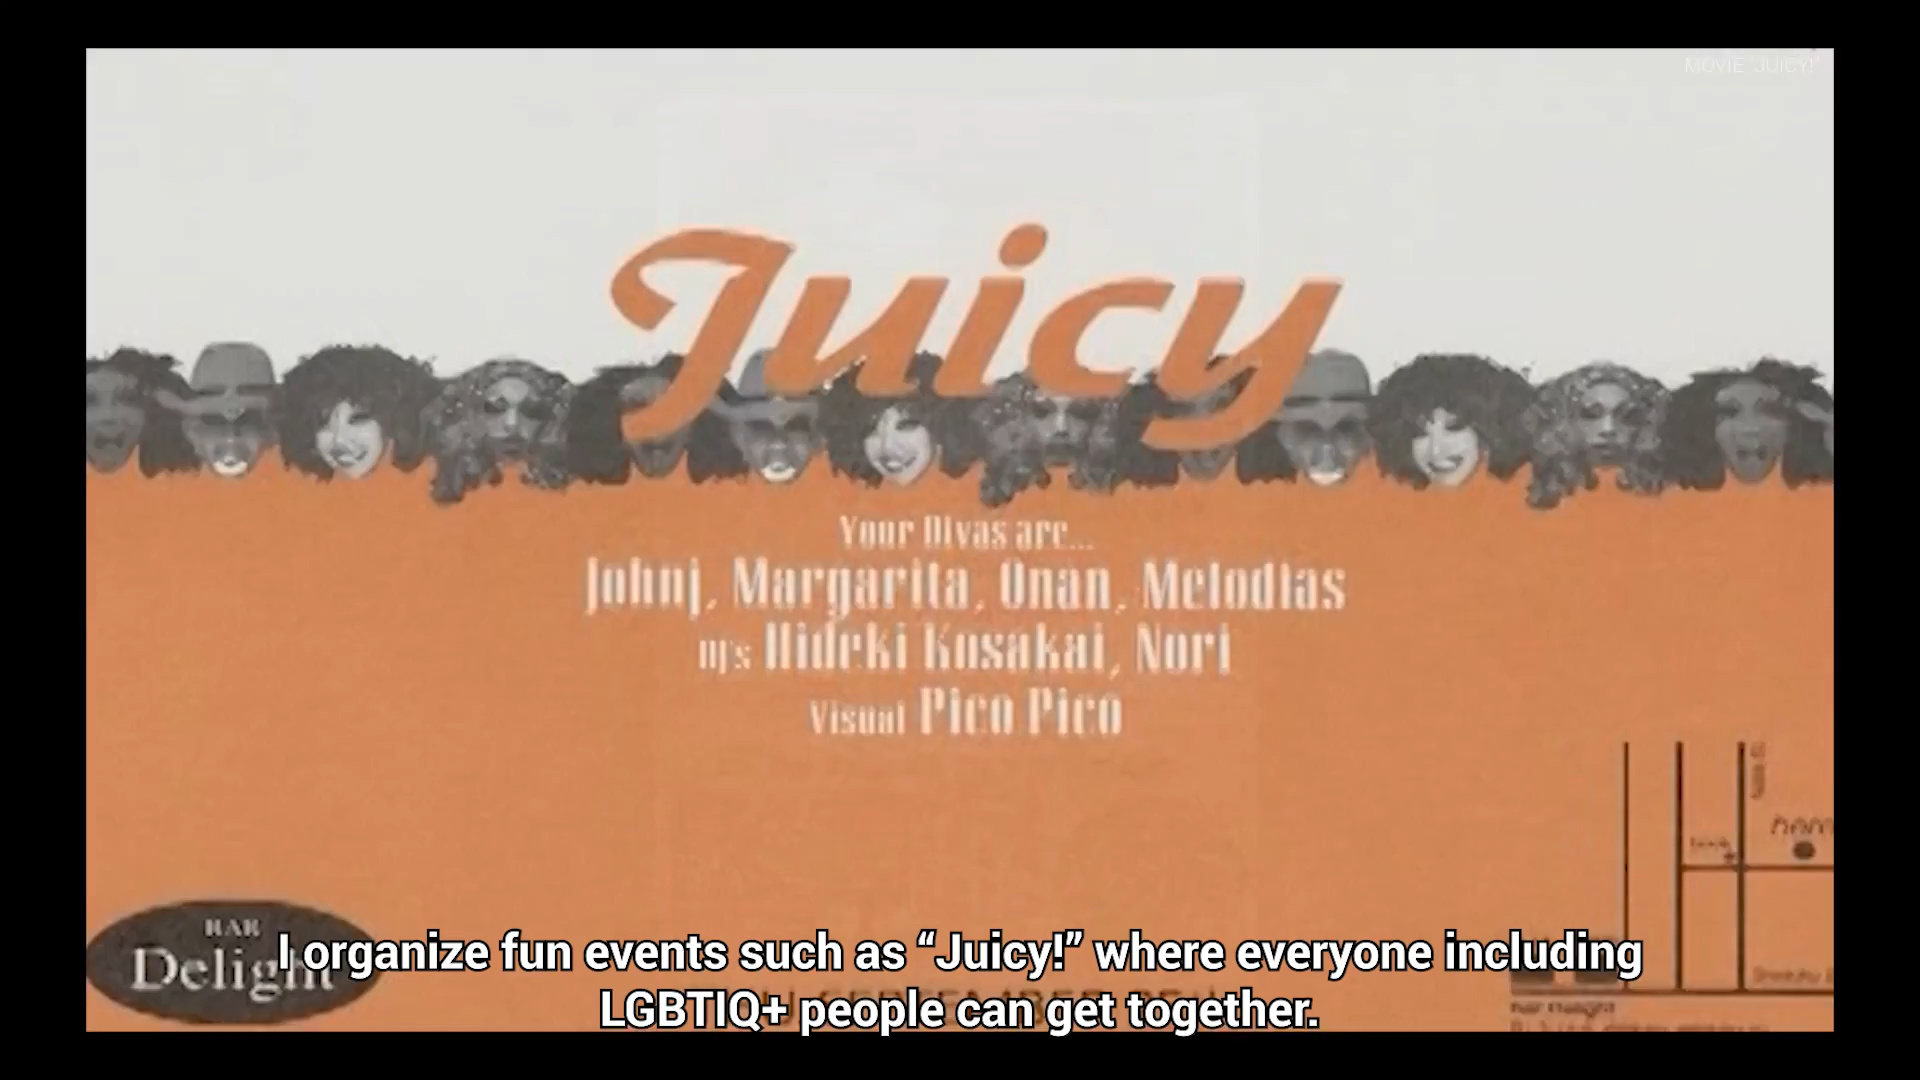 MOVIE "JUICY!"
Juicy
Your Divas are...
Johnj, Margarita, Onan, Melodias
DJ's Hideki Kosakai, Nori
Visual Pico Pico
BAR
Delight
I organize fun events such as “Juicy!” where everyone including
LGBTIQ+ people can get together.